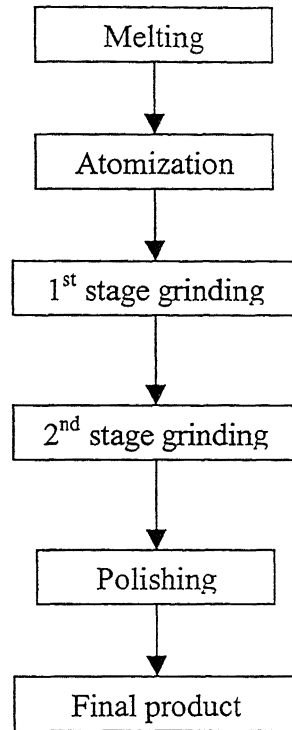 Melting
Atomization
1st stage grinding
2nd stage grinding
Polishing
Final product